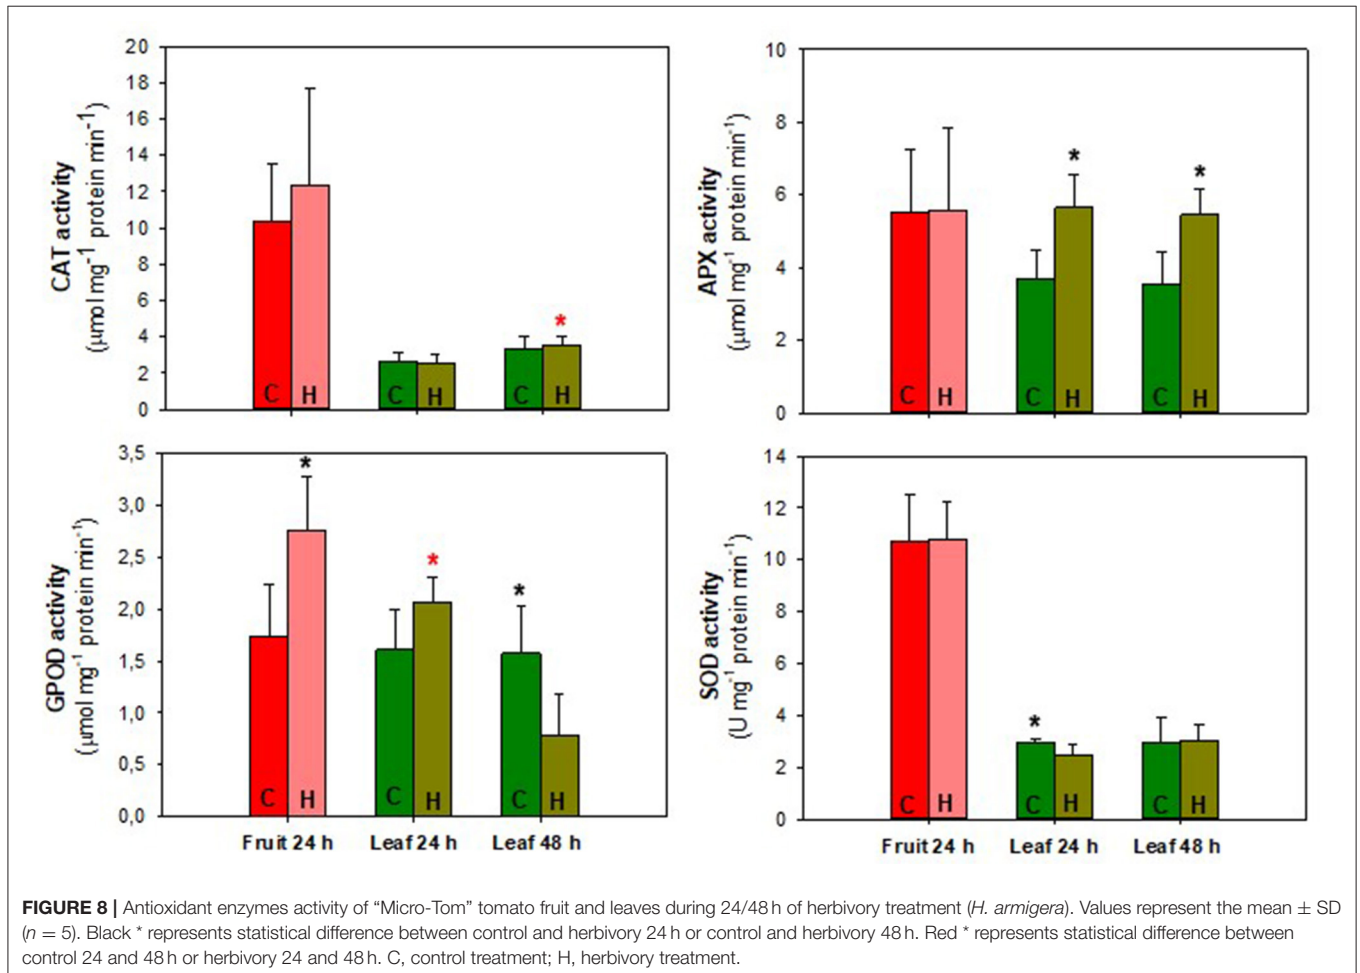 20
18
16
14
12
10
8
6
4
2
0
CAT activity
(µmol mg⁻¹ protein min⁻¹)
C H
C H
C H
*
10
8
6
4
2
0
APX activity
(µmol mg⁻¹ protein min⁻¹)
C H
C H
C H
*
*
3,5
3,0
2,5
2,0
1,5
1,0
0,5
0,0
GPOD activity
(µmol mg⁻¹ protein min⁻¹)
*
*
*
C H
C H
C H
Fruit 24 h Leaf 24 h Leaf 48 h
14
12
10
8
6
4
2
0
SOD activity
(U mg⁻¹ protein min⁻¹)
*
C H
C H
C H
Fruit 24 h Leaf 24 h Leaf 48 h
FIGURE 8 | Antioxidant enzymes activity of “Micro-Tom” tomato fruit and leaves during 24/48 h of herbivory treatment (H. armigera). Values represent the mean ± SD
(n = 5). Black * represents statistical difference between control and herbivory 24 h or control and herbivory 48 h. Red * represents statistical difference between
control 24 and 48 h or herbivory 24 and 48 h. C, control treatment; H, herbivory treatment.